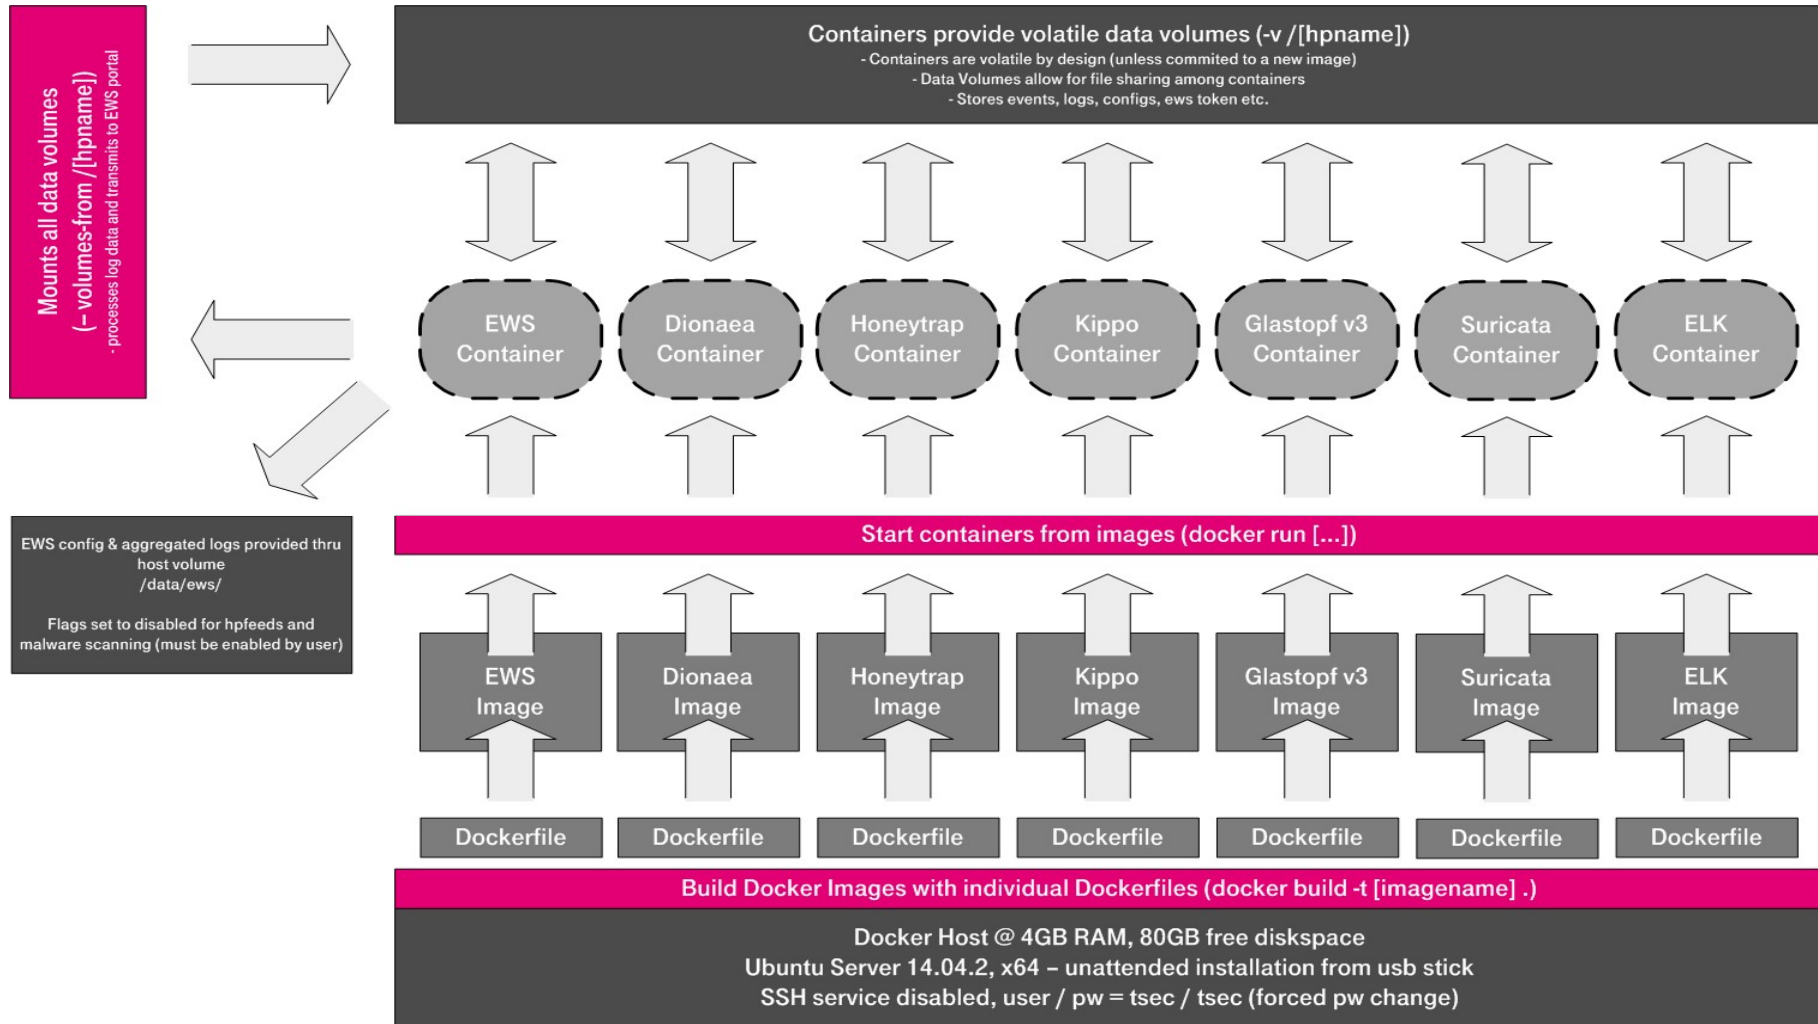 Mounts all data volumes
(– volumes-from /[hpname])
- processes log data and transmits to EWS portal
Containers provide volatile data volumes (-v /[hpname])
- Containers are volatile by design (unless commited to a new image)
- Data Volumes allow for file sharing among containers
- Stores events, logs, configs, ews token etc.
EWS
Container
Dionaea
Container
Honeytrap
Container
Kippo
Container
Glastopf v3
Container
Suricata
Container
ELK
Container
EWS config & aggregated logs provided thru
host volume
/data/ews/
Flags set to disabled for hpfeeds and
malware scanning (must be enabled by user)
Start containers from images (docker run [...])
EWS
Image
Dionaea
Image
Honeytrap
Image
Kippo
Image
Glastopf v3
Image
Suricata
Image
ELK
Image
Dockerfile
Dockerfile
Dockerfile
Dockerfile
Dockerfile
Dockerfile
Dockerfile
Build Docker Images with individual Dockerfiles (docker build -t [imagename] .)
Docker Host @ 4GB RAM, 80GB free diskspace
Ubuntu Server 14.04.2, x64 – unattended installation from usb stick
SSH service disabled, user / pw = tsec / tsec (forced pw change)